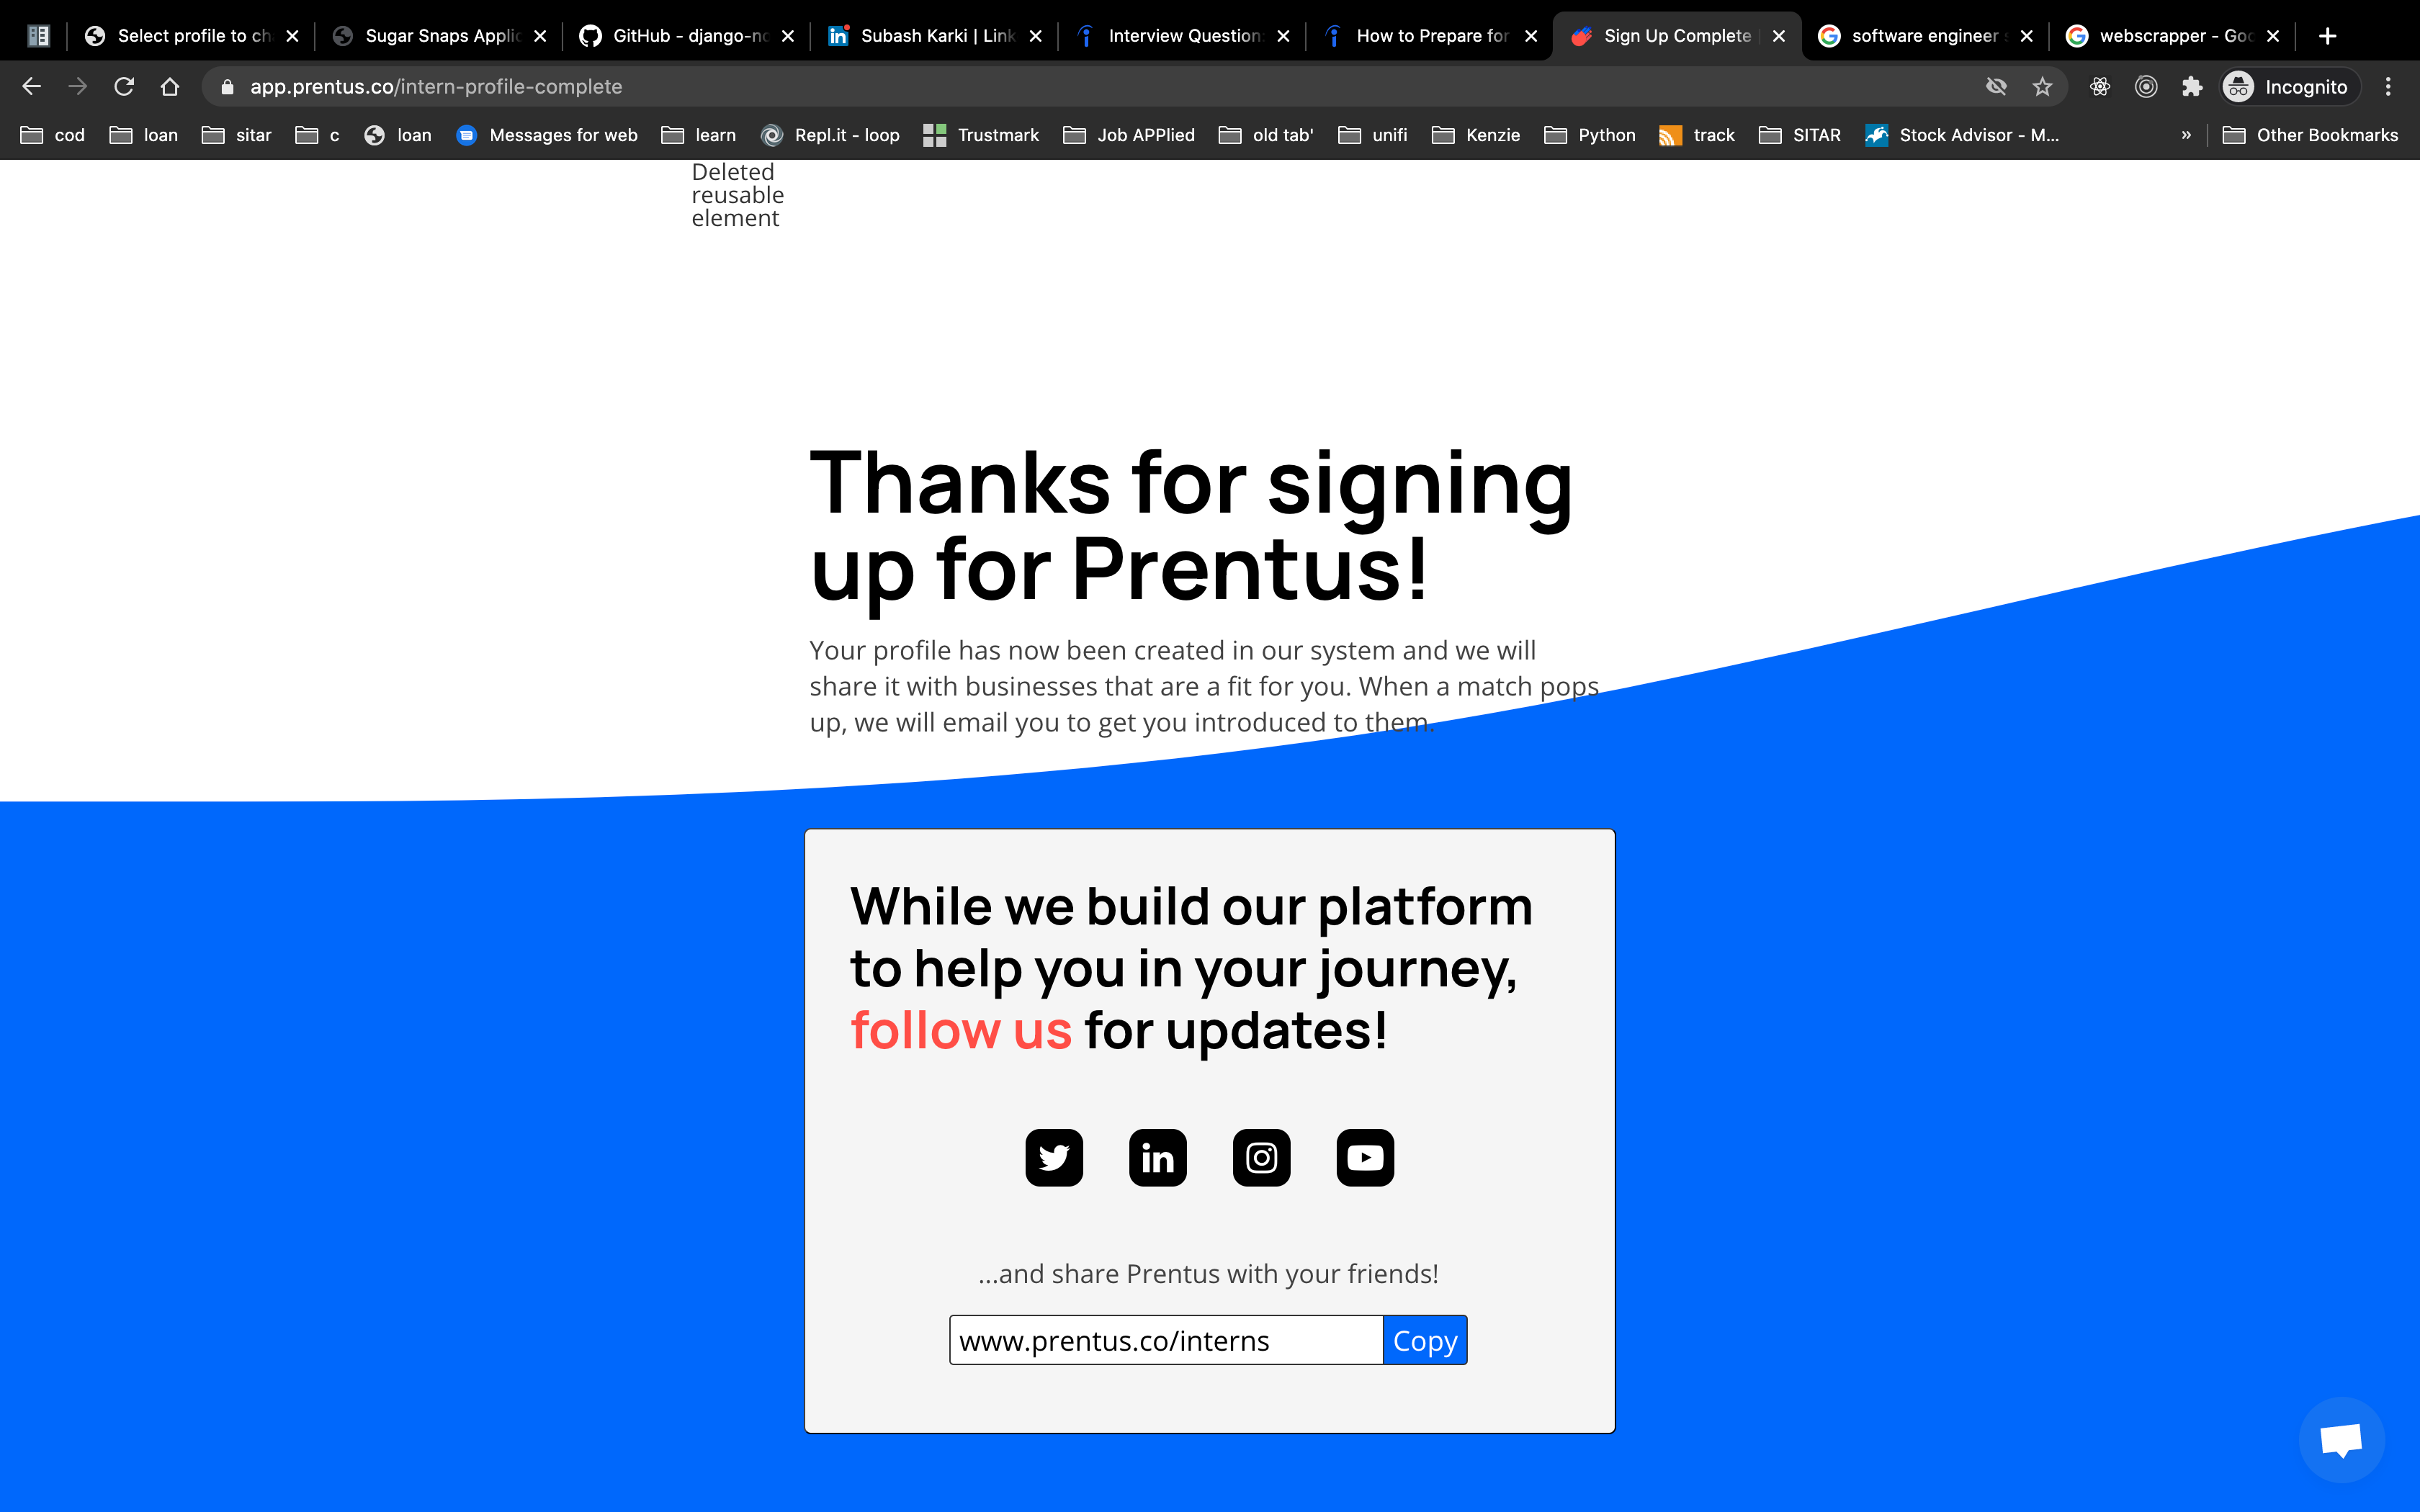 Select profile to ch
Sugar Snaps Applic
GitHub - django-no
Subash Karki | Link
Interview Question
How to Prepare for
Sign Up Complete
software engineer s
webscrapper - Goo
app.prentus.co/intern-profile-complete
Incognito
cod
loan
sitar
c
loan
Messages for web
learn
Repl.it - loop
Trustmark
Job APPlied
old tab'
unifi
Kenzie
Python
track
SITAR
Stock Advisor - M...
»
Other Bookmarks
Deleted
reusable
element
Thanks for signing
up for Prentus!
Your profile has now been created in our system and we will
share it with businesses that are a fit for you. When a match pops
up, we will email you to get you introduced to them.
While we build our platform
to help you in your journey,
follow us for updates!
in
...and share Prentus with your friends!
www.prentus.co/interns
Copy